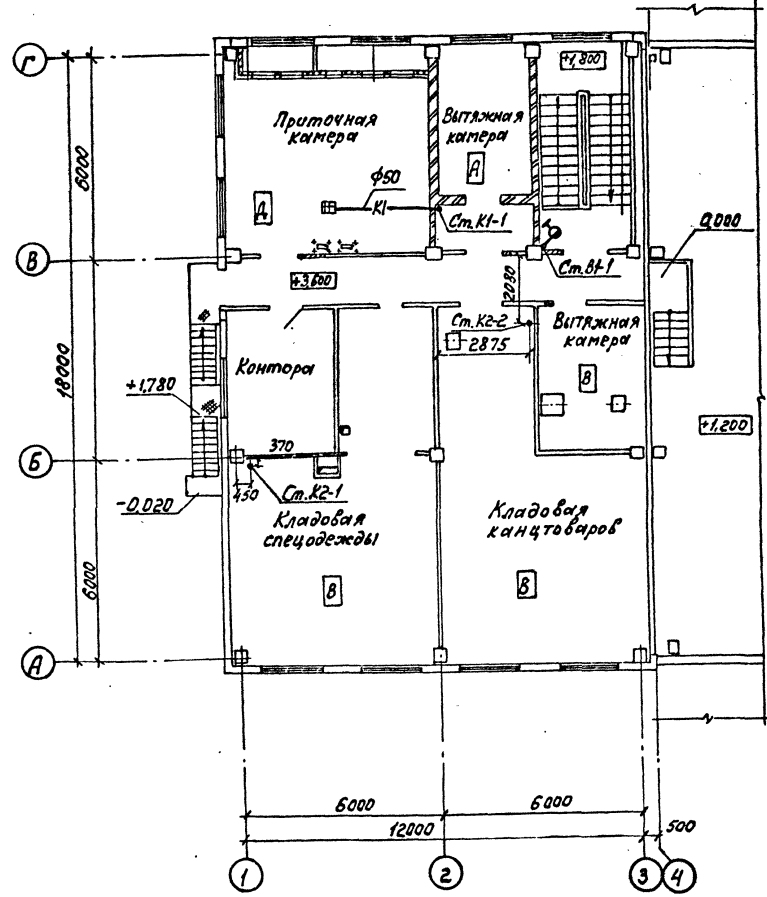 Г
+1,800
Приточная
камера
Вытяжная
камера
А
6000
ф50
К1
Ст.К1-1
Д
0,000
В
Ст.В1-1
+3,600
2080
Ст.К2-2
2875
Вытяжная
камера
В
18000
Контора
+1,780
+1,200
Б
370
450
Ст.К2-1
-0,020
Кладовая
спецодежды
Кладовая
канцтоваров
6000
В
В
А
6000
6000
12000
500
1
2
3
4